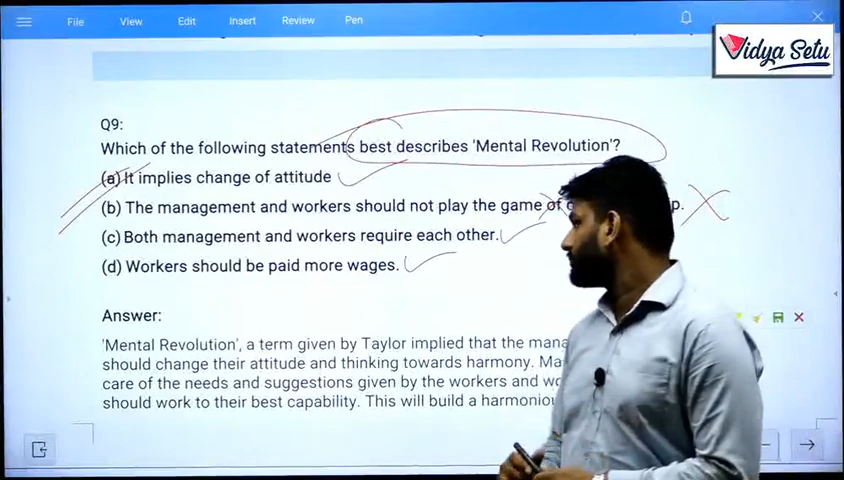 File View Edit Insert Review Pen
Vidya Setu
Q9:
Which of the following statements best describes 'Mental Revolution'?
(a) It implies change of attitude
(b) The management and workers should not play the game of p.
(c) Both management and workers require each other.
(d) Workers should be paid more wages.
Answer:
'Mental Revolution', a term given by Taylor implied that the
should change their attitude and thinking towards harmony.
care of the needs and suggestions given by the workers and
should work to their best capability. This will build a